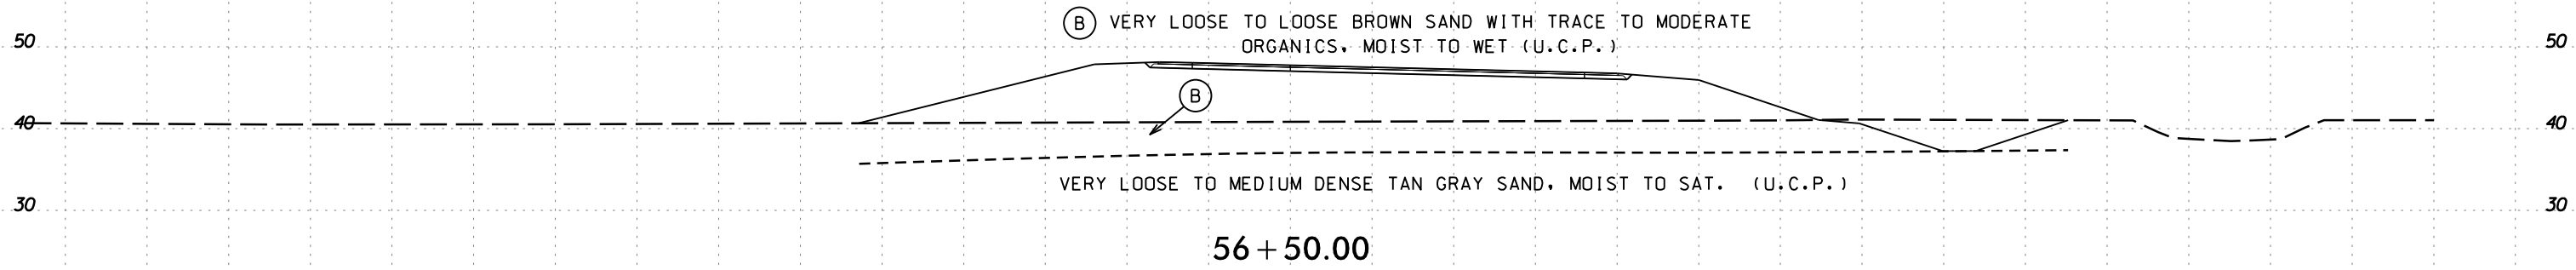 Ⓑ VERY LOOSE TO LOOSE BROWN SAND WITH TRACE TO MODERATE
ORGANICS, MOIST TO WET (U.C.P.)
50 50
B
40 40
VERY LOOSE TO MEDIUM DENSE TAN GRAY SAND, MOIST TO SAT. (U.C.P.)
30 30
56+50.00